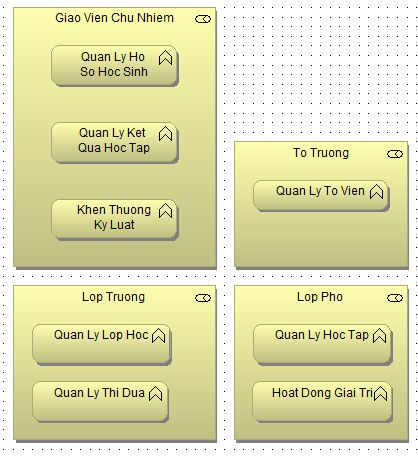 Giao Vien Chu Nhiem
Quan Ly Ho
So Hoc Sinh
Quan Ly Ket
Qua Hoc Tap
Khen Thuong
Ky Luat
To Truong
Quan Ly To Vien
Lop Truong
Quan Ly Lop Hoc
Quan Ly Thi Dua
Lop Pho
Quan Ly Hoc Tap
Hoat Dong Giai Tri